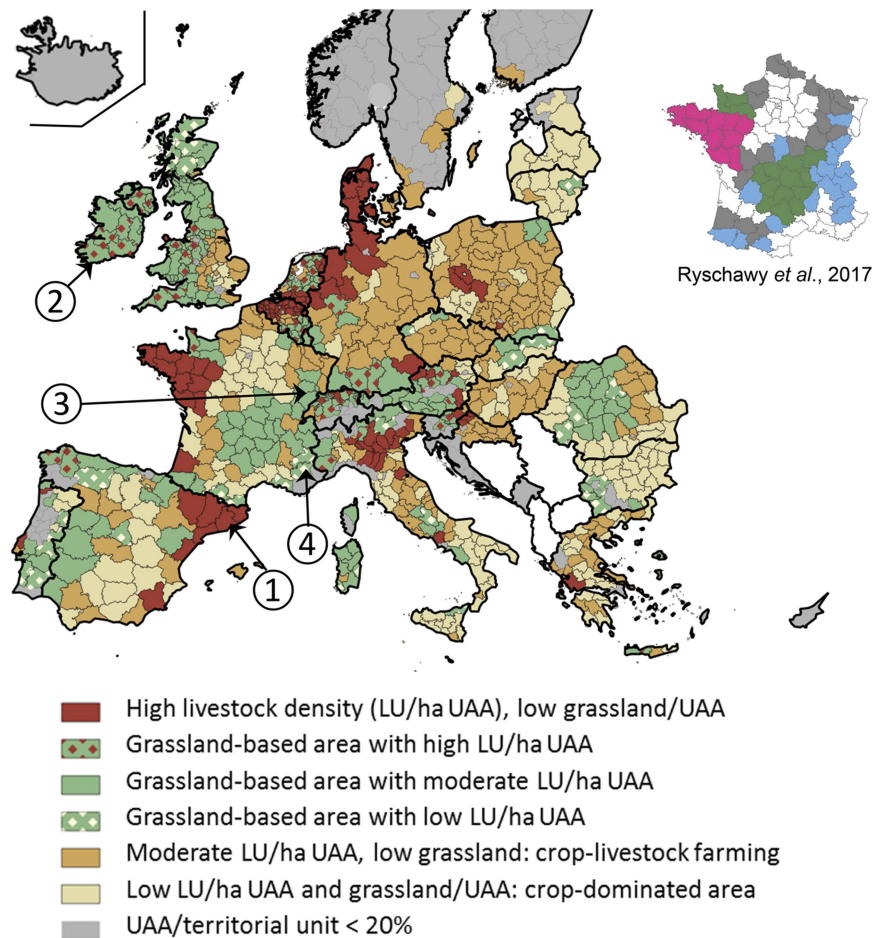 Ryschawy et al., 2017
②
③
④
①
High livestock density (LU/ha UAA), low grassland/UAA
Grassland-based area with high LU/ha UAA
Grassland-based area with moderate LU/ha UAA
Grassland-based area with low LU/ha UAA
Moderate LU/ha UAA, low grassland: crop-livestock farming
Low LU/ha UAA and grassland/UAA: crop-dominated area
UAA/territorial unit < 20%